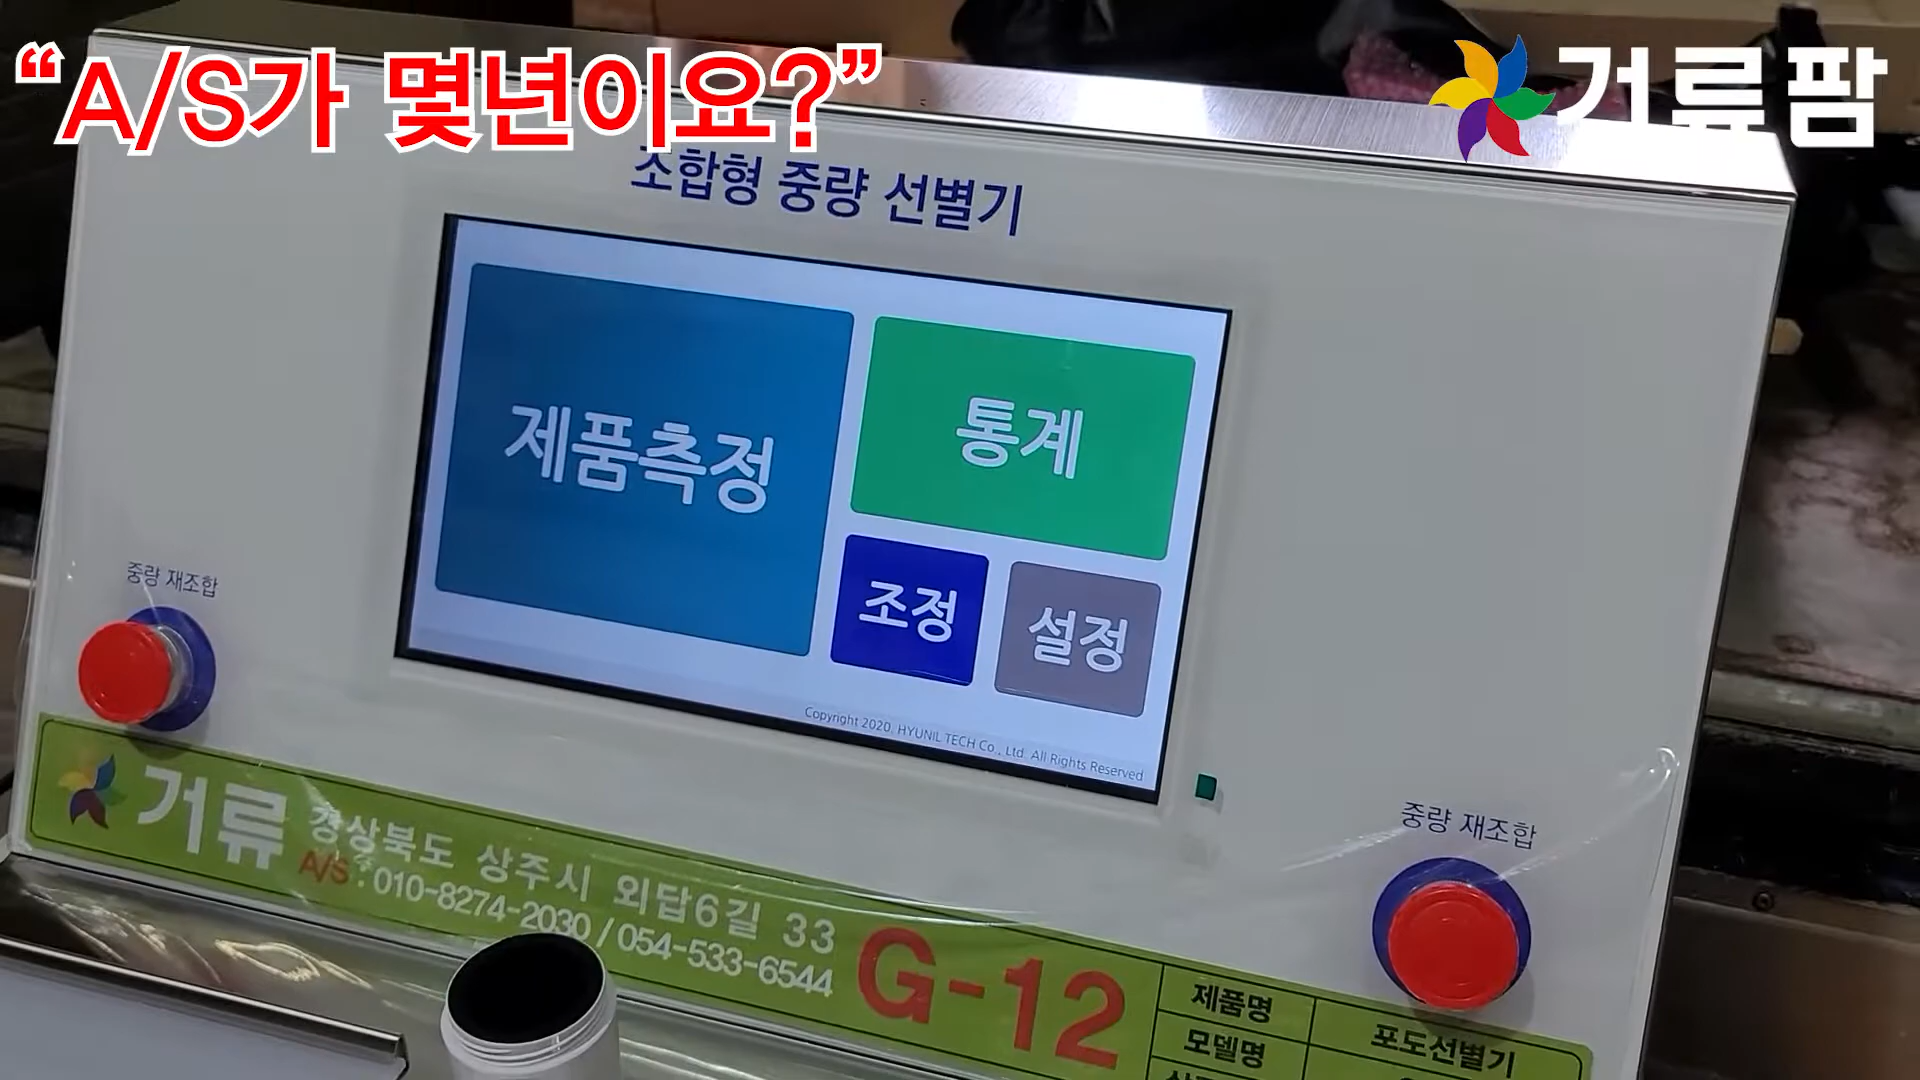 “A/S가 몇년이요?”
거류팜
조합형 중량 선별기
제품측정
통계
조정
설정
Copyright 2020. HYUNIL TECH Co., Ltd. All Rights Reserved
중량 재조합
중량 재조합
거류
경상북도 상주시 외답6길 33
A/S : 010-8274-2030 / 054-533-6544
G-12
제품명
포도선별기
모델명